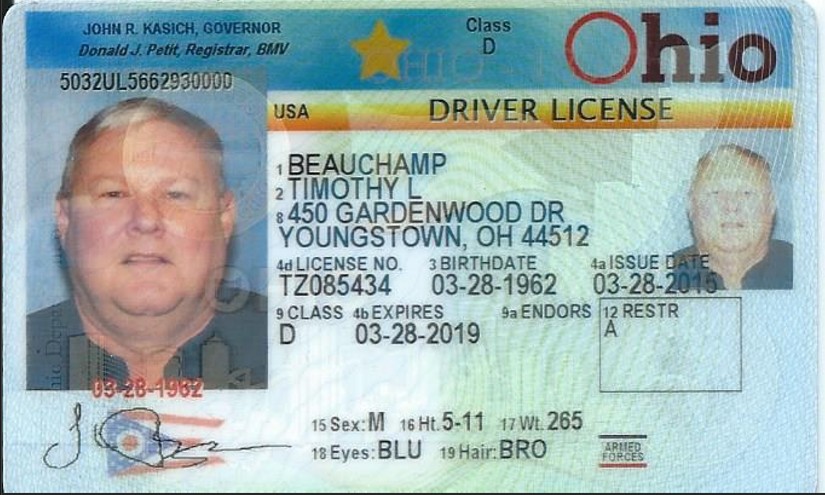 JOHN R. KASICH, GOVERNOR
Donald J. Petit, Registrar, BMV
Class
D
Ohio
5032UL5662930000
USA DRIVER LICENSE
1 BEAUCHAMP
2 TIMOTHY L
8 450 GARDENWOOD DR
YOUNGSTOWN, OH 44512
4d LICENSE NO. 3 BIRTHDATE 4a ISSUE DATE
TZ085434 03-28-1962 03-28-2015
9 CLASS 4b EXPIRES 9a ENDORS 12 RESTR
D 03-28-2019 A
03-28-1962
15 Sex: M 16 Ht. 5-11 17 Wt. 265
18 Eyes: BLU 19 Hair: BRO
ARMED
FORCES